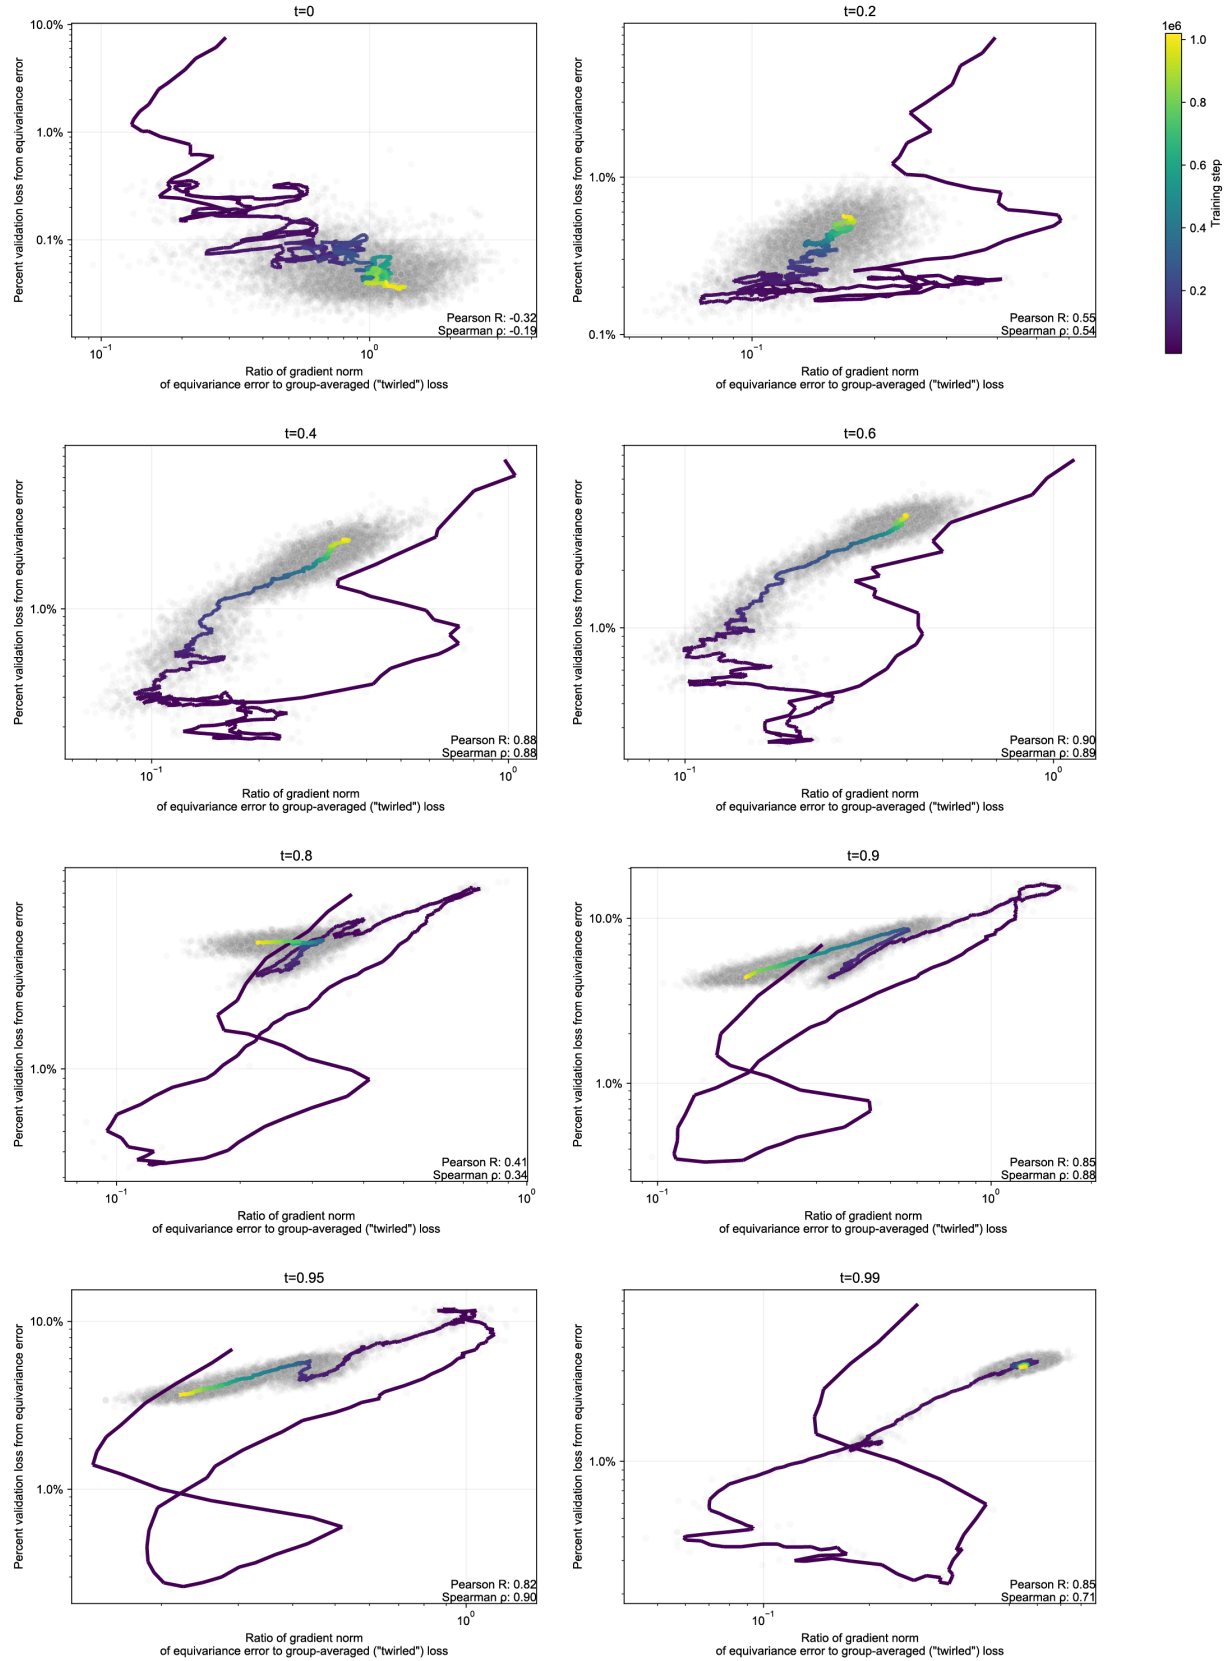 t=0
10.0%
1.0%
0.1%
Percent validation loss from equivariance error
Pearson R: -0.32
Spearman ρ: -0.19
10⁻¹
10⁰
Ratio of gradient norm
of equivariance error to group-averaged ("twirled") loss
t=0.2
1.0%
0.1%
Percent validation loss from equivariance error
Pearson R: 0.55
Spearman ρ: 0.54
10⁻¹
Ratio of gradient norm
of equivariance error to group-averaged ("twirled") loss
1e6
1.0
0.8
0.6
0.4
0.2
Training step
t=0.4
1.0%
Percent validation loss from equivariance error
Pearson R: 0.88
Spearman ρ: 0.88
10⁻¹
10⁰
Ratio of gradient norm
of equivariance error to group-averaged ("twirled") loss
t=0.6
1.0%
Percent validation loss from equivariance error
Pearson R: 0.90
Spearman ρ: 0.89
10⁻¹
10⁰
Ratio of gradient norm
of equivariance error to group-averaged ("twirled") loss
t=0.8
1.0%
Percent validation loss from equivariance error
Pearson R: 0.41
Spearman ρ: 0.34
10⁻¹
10⁰
Ratio of gradient norm
of equivariance error to group-averaged ("twirled") loss
t=0.9
10.0%
1.0%
Percent validation loss from equivariance error
Pearson R: 0.85
Spearman ρ: 0.88
10⁻¹
10⁰
Ratio of gradient norm
of equivariance error to group-averaged ("twirled") loss
t=0.95
10.0%
1.0%
Percent validation loss from equivariance error
Pearson R: 0.82
Spearman ρ: 0.90
10⁰
Ratio of gradient norm
of equivariance error to group-averaged ("twirled") loss
t=0.99
1.0%
Percent validation loss from equivariance error
Pearson R: 0.85
Spearman ρ: 0.71
10⁻¹
Ratio of gradient norm
of equivariance error to group-averaged ("twirled") loss